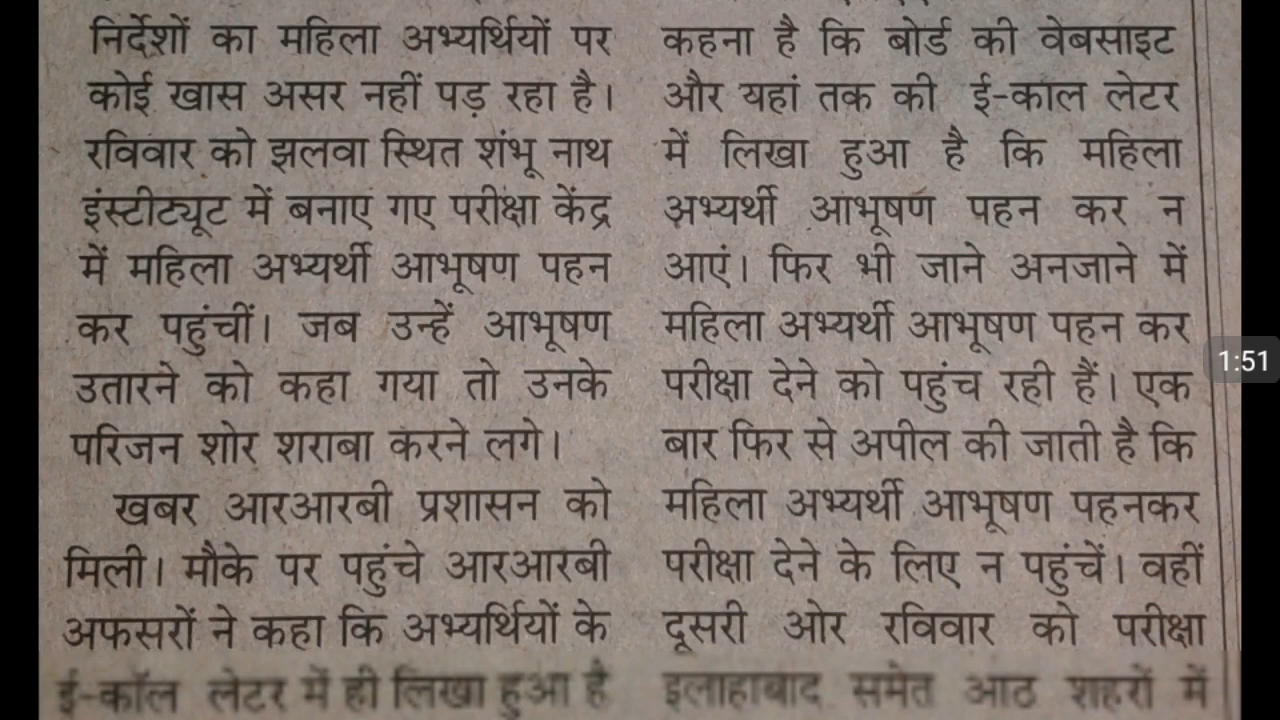 निर्देशों का महिला अभ्यर्थियों पर
कोई खास असर नहीं पड़ रहा है।
रविवार को झलवा स्थित शंभू नाथ
इंस्टीट्यूट में बनाए गए परीक्षा केंद्र
में महिला अभ्यर्थी आभूषण पहन
कर पहुंचीं। जब उन्हें आभूषण
उतारने को कहा गया तो उनके
परिजन शोर शराबा करने लगे।
खबर आरआरबी प्रशासन को
मिली। मौके पर पहुंचे आरआरबी
अफसरों ने कहा कि अभ्यर्थियों के
ई-कॉल लेटर में ही लिखा हुआ है
कहना है कि बोर्ड की वेबसाइट
और यहां तक की ई-काल लेटर
में लिखा हुआ है कि महिला
अभ्यर्थी आभूषण पहन कर न
आएं। फिर भी जाने अनजाने में
महिला अभ्यर्थी आभूषण पहन कर
परीक्षा देने को पहुंच रही हैं। एक
बार फिर से अपील की जाती है कि
महिला अभ्यर्थी आभूषण पहनकर
परीक्षा देने के लिए न पहुंचें। वहीं
दूसरी ओर रविवार को परीक्षा
इलाहाबाद समेत आठ शहरों में
1:51